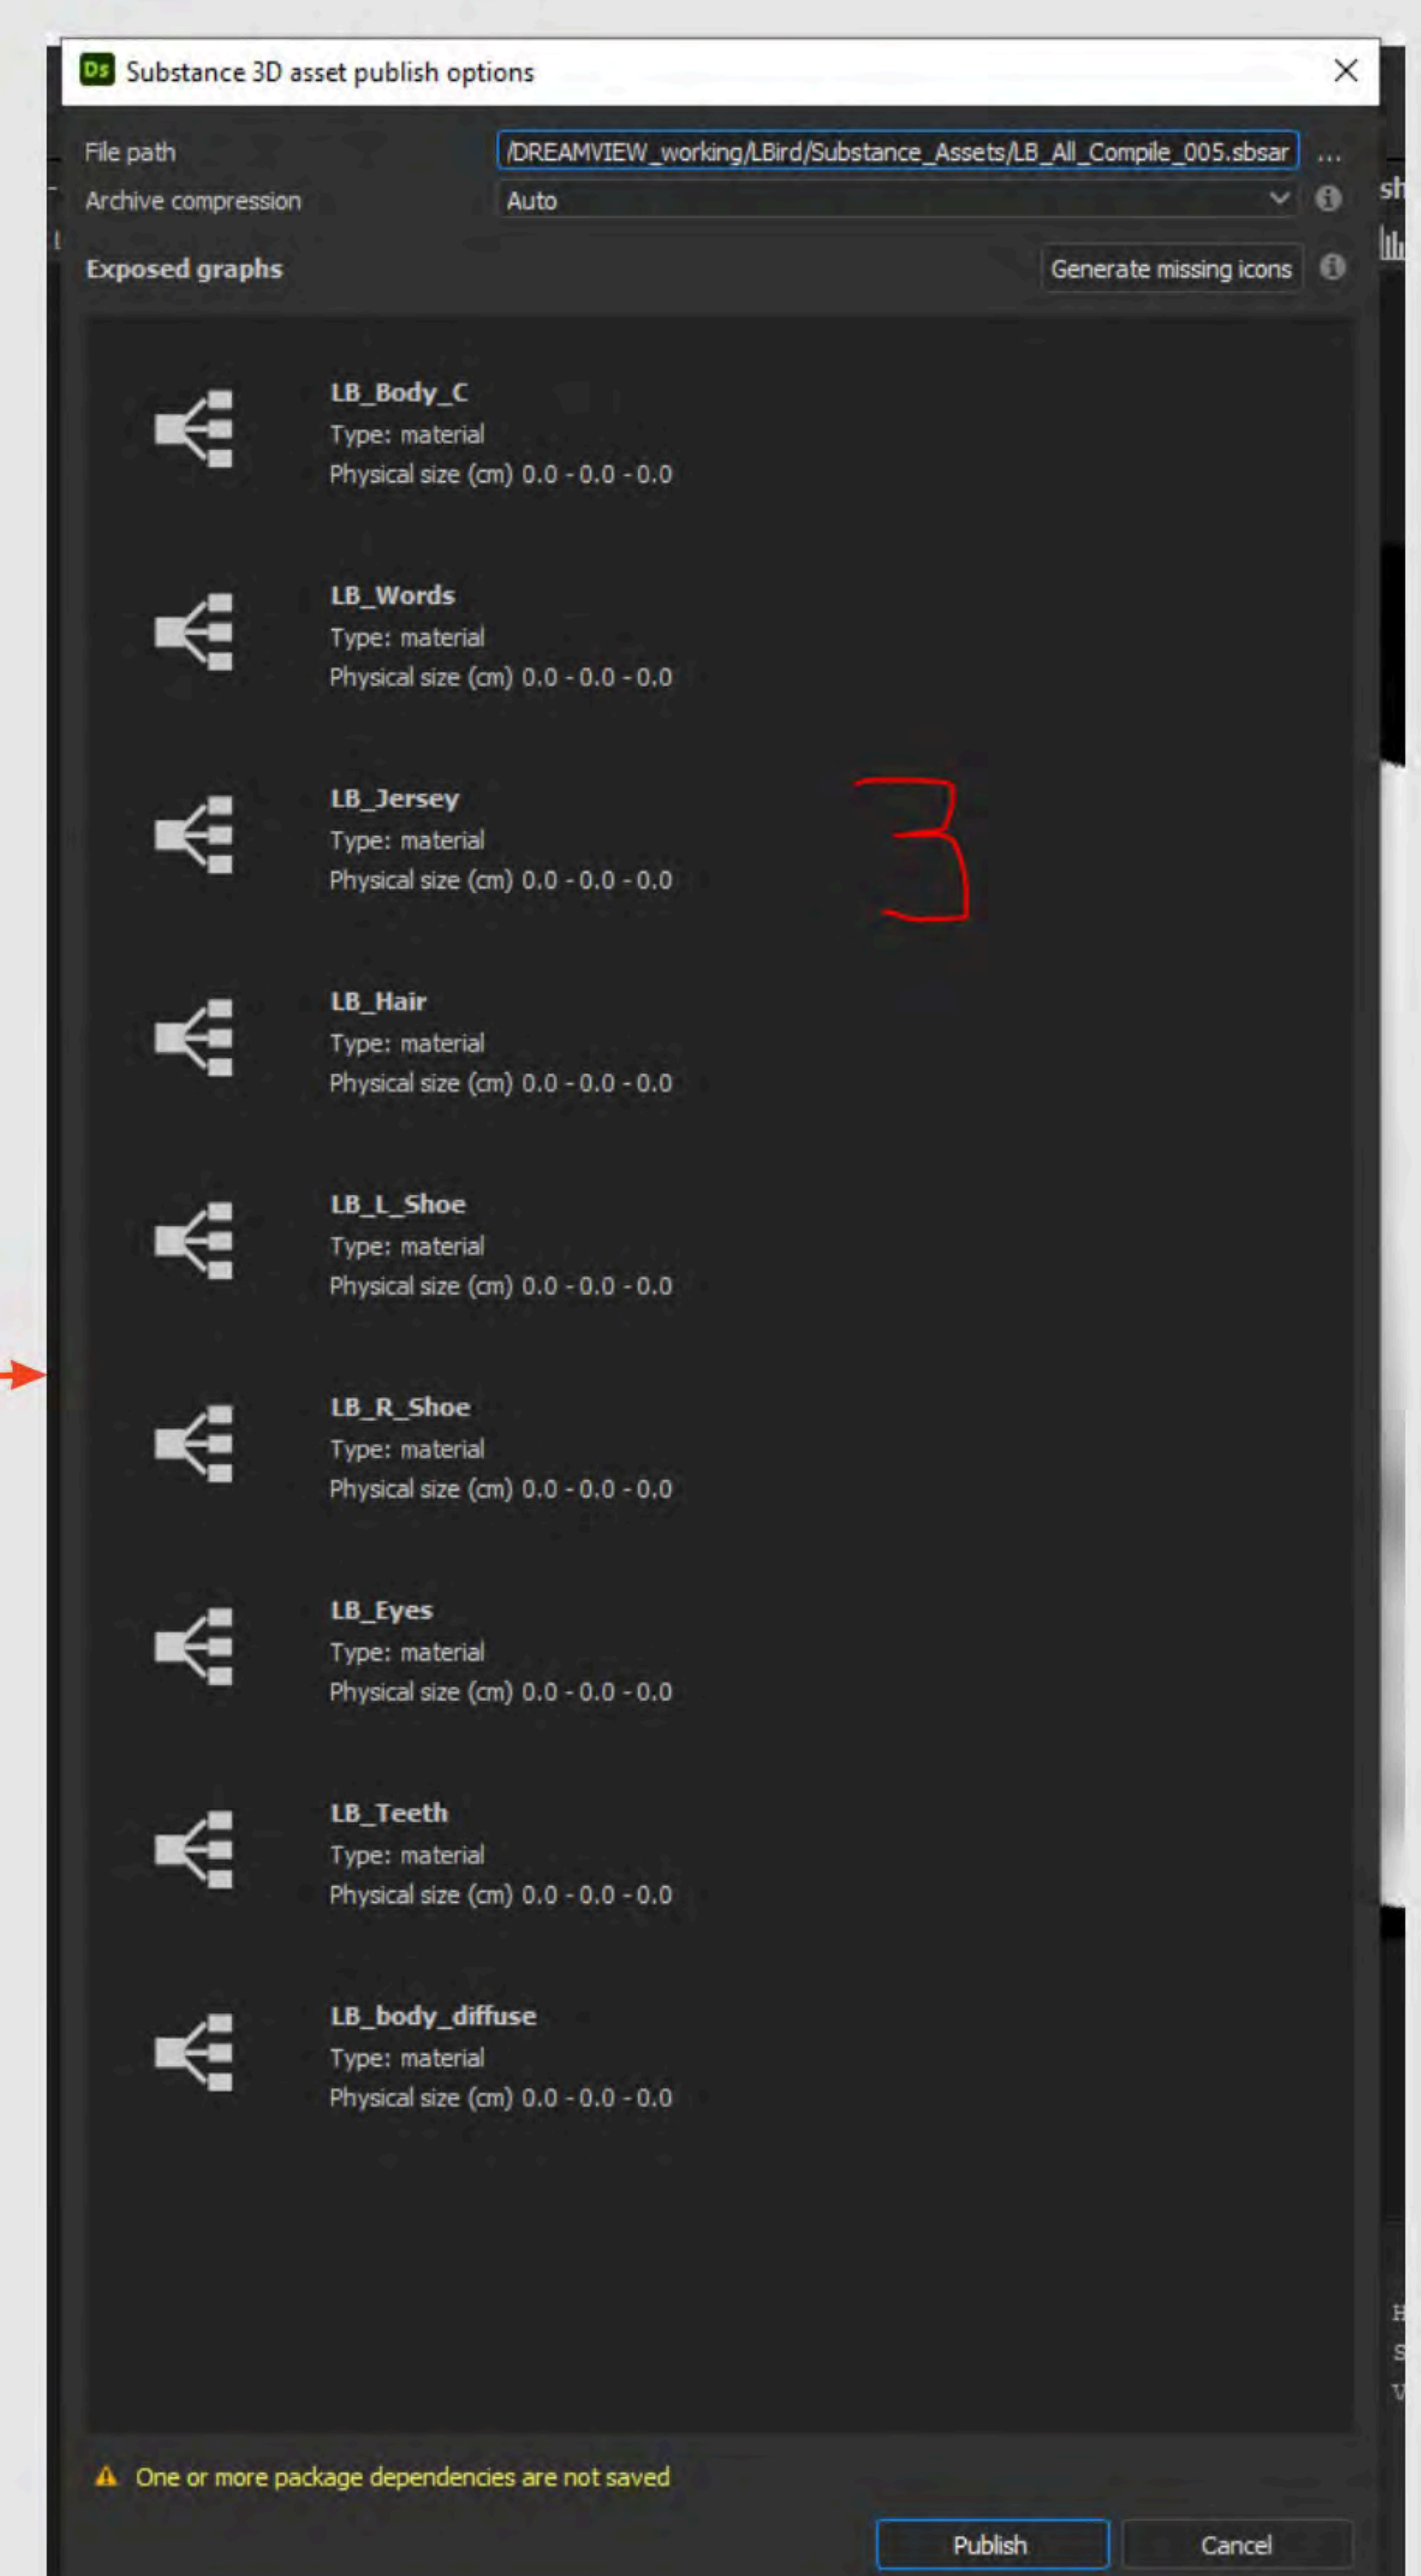 Ds Substance 3D asset publish options
File path /DREAMVIEW_working/LBird/Substance_Assets/LB_All_Compile_005.sbsar ...
Archive compression Auto
Exposed graphs Generate missing icons
LB_Body_C
Type: material
Physical size (cm) 0.0 - 0.0 - 0.0
LB_Words
Type: material
Physical size (cm) 0.0 - 0.0 - 0.0
LB_Jersey
Type: material
Physical size (cm) 0.0 - 0.0 - 0.0
3
LB_Hair
Type: material
Physical size (cm) 0.0 - 0.0 - 0.0
LB_L_Shoe
Type: material
Physical size (cm) 0.0 - 0.0 - 0.0
LB_R_Shoe
Type: material
Physical size (cm) 0.0 - 0.0 - 0.0
LB_Eyes
Type: material
Physical size (cm) 0.0 - 0.0 - 0.0
LB_Teeth
Type: material
Physical size (cm) 0.0 - 0.0 - 0.0
LB_body_diffuse
Type: material
Physical size (cm) 0.0 - 0.0 - 0.0
H
S
V
One or more package dependencies are not saved
Publish Cancel